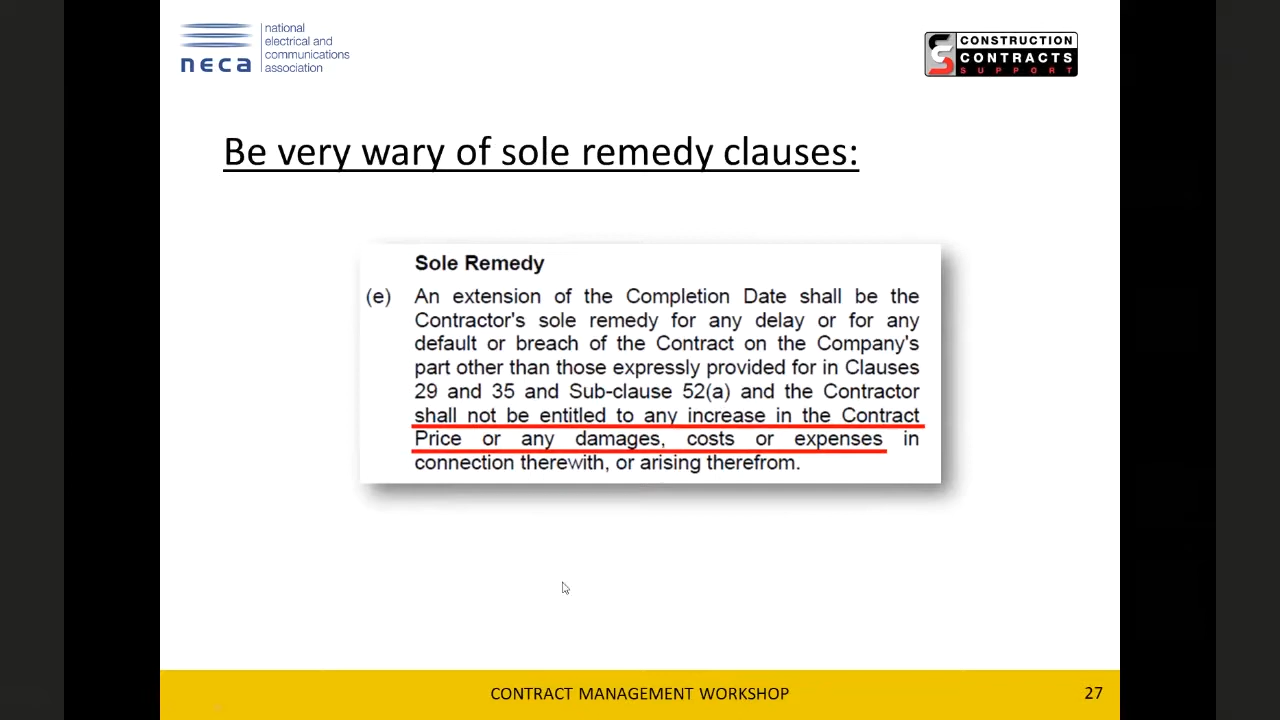 national
electrical and
communications
association
neca
CONSTRUCTION
CONTRACTS
SUPPORT
Be very wary of sole remedy clauses:
Sole Remedy
(e) An extension of the Completion Date shall be the
Contractor's sole remedy for any delay or for any
default or breach of the Contract on the Company's
part other than those expressly provided for in Clauses
29 and 35 and Sub-clause 52(a) and the Contractor
shall not be entitled to any increase in the Contract
Price or any damages, costs or expenses in
connection therewith, or arising therefrom.
CONTRACT MANAGEMENT WORKSHOP
27